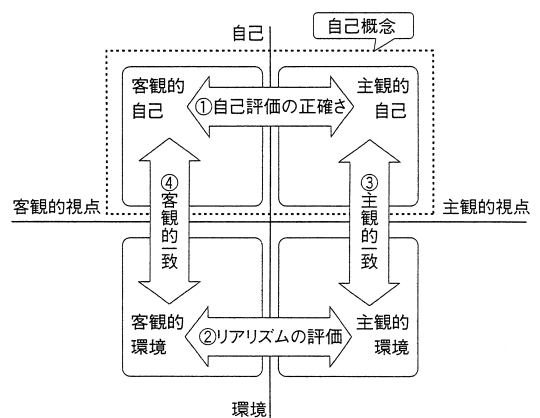 自己
自己概念
客観的
自己
主観的
自己
①自己評価の正確さ
④客観的一致
③主観的一致
客観的視点
主観的視点
客観的
環境
主観的
環境
②リアリズムの評価
環境